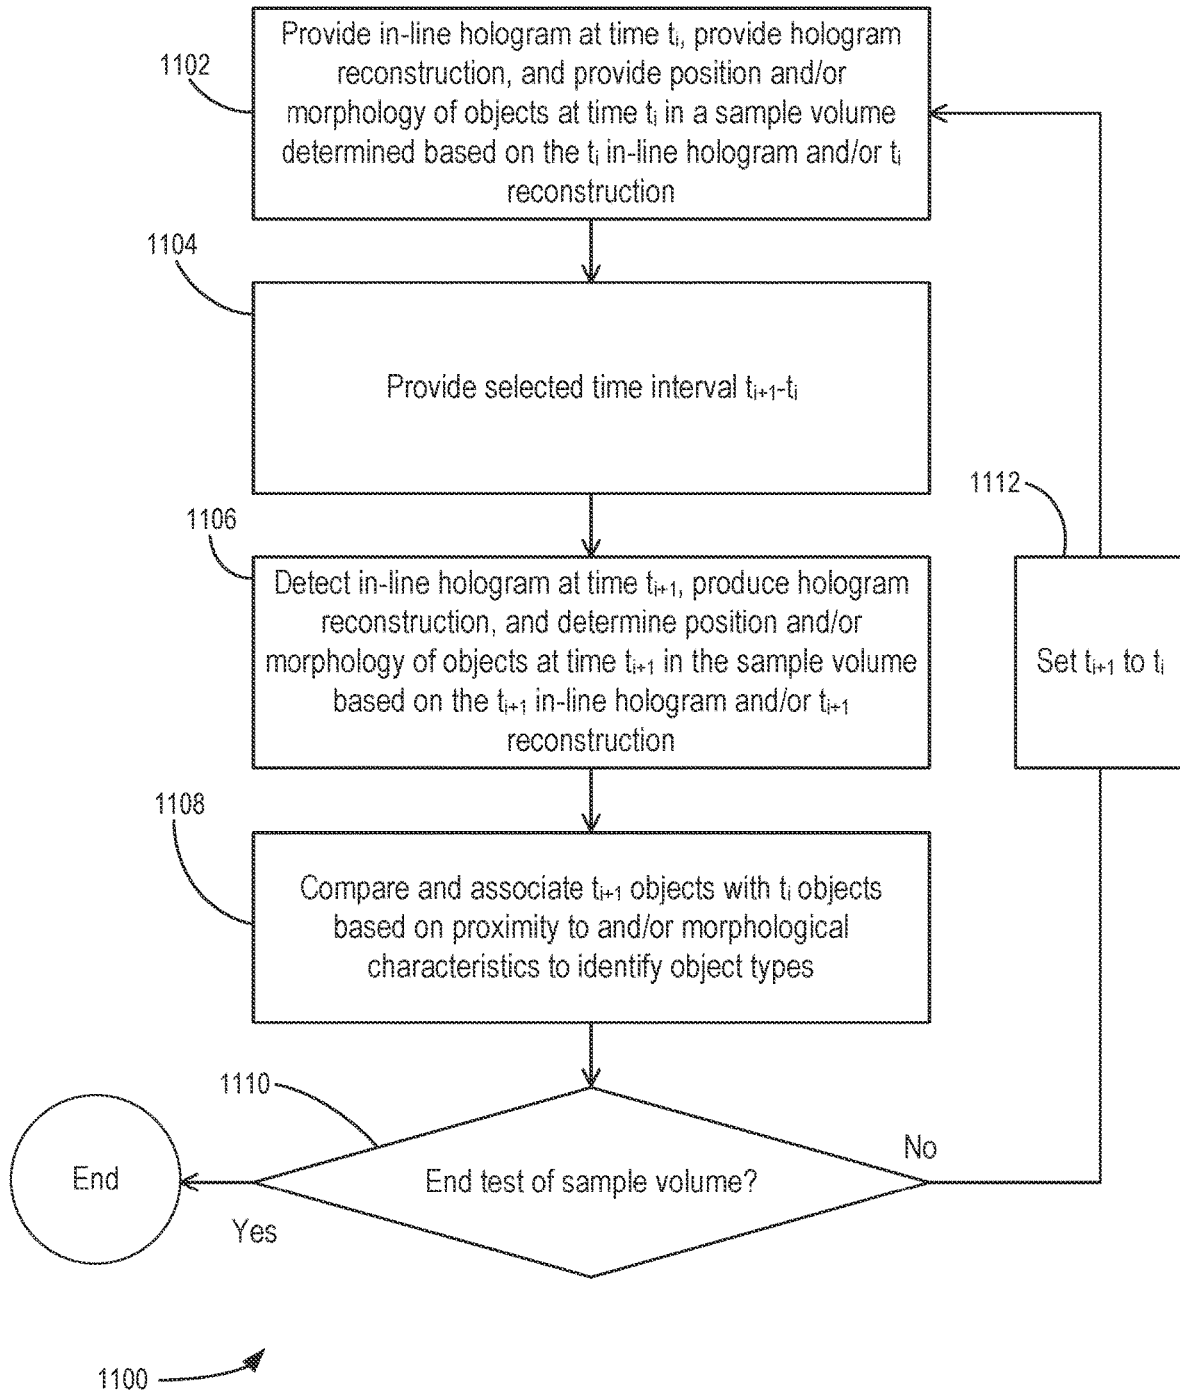 1102
Provide in-line hologram at time tᵢ, provide hologram
reconstruction, and provide position and/or
morphology of objects at time tᵢ in a sample volume
determined based on the tᵢ in-line hologram and/or tᵢ
reconstruction
1104
Provide selected time interval tᵢ₊₁-tᵢ
1106
Detect in-line hologram at time tᵢ₊₁, produce hologram
reconstruction, and determine position and/or
morphology of objects at time tᵢ₊₁ in the sample volume
based on the tᵢ₊₁ in-line hologram and/or tᵢ₊₁
reconstruction
1112
Set tᵢ₊₁ to tᵢ
1108
Compare and associate tᵢ₊₁ objects with tᵢ objects
based on proximity to and/or morphological
characteristics to identify object types
1110
End test of sample volume?
No
Yes
End
1100